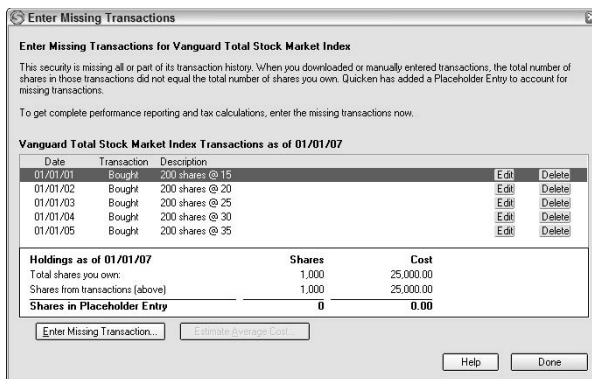 Enter Missing Transactions
Enter Missing Transactions for Vanguard Total Stock Market Index
This security is missing all or part of its transaction history. When you downloaded or manually entered transactions, the total number of
shares in those transactions did not equal the total number of shares you own. Quicken has added a Placeholder Entry to account for
missing transactions.
To get complete performance reporting and tax calculations, enter the missing transactions now.
Vanguard Total Stock Market Index Transactions as of 01/01/07
Date Transaction Description
01/01/01 Bought 200 shares @ 15 Edit Delete
01/01/02 Bought 200 shares @ 20 Edit Delete
01/01/03 Bought 200 shares @ 25 Edit Delete
01/01/04 Bought 200 shares @ 30 Edit Delete
01/01/05 Bought 200 shares @ 35 Edit Delete
Holdings as of 01/01/07 Shares Cost
Total shares you own: 1,000 25,000.00
Shares from transactions (above) 1,000 25,000.00
Shares in Placeholder Entry 0 0.00
Enter Missing Transaction... Estimate Average Cost...
Help Done